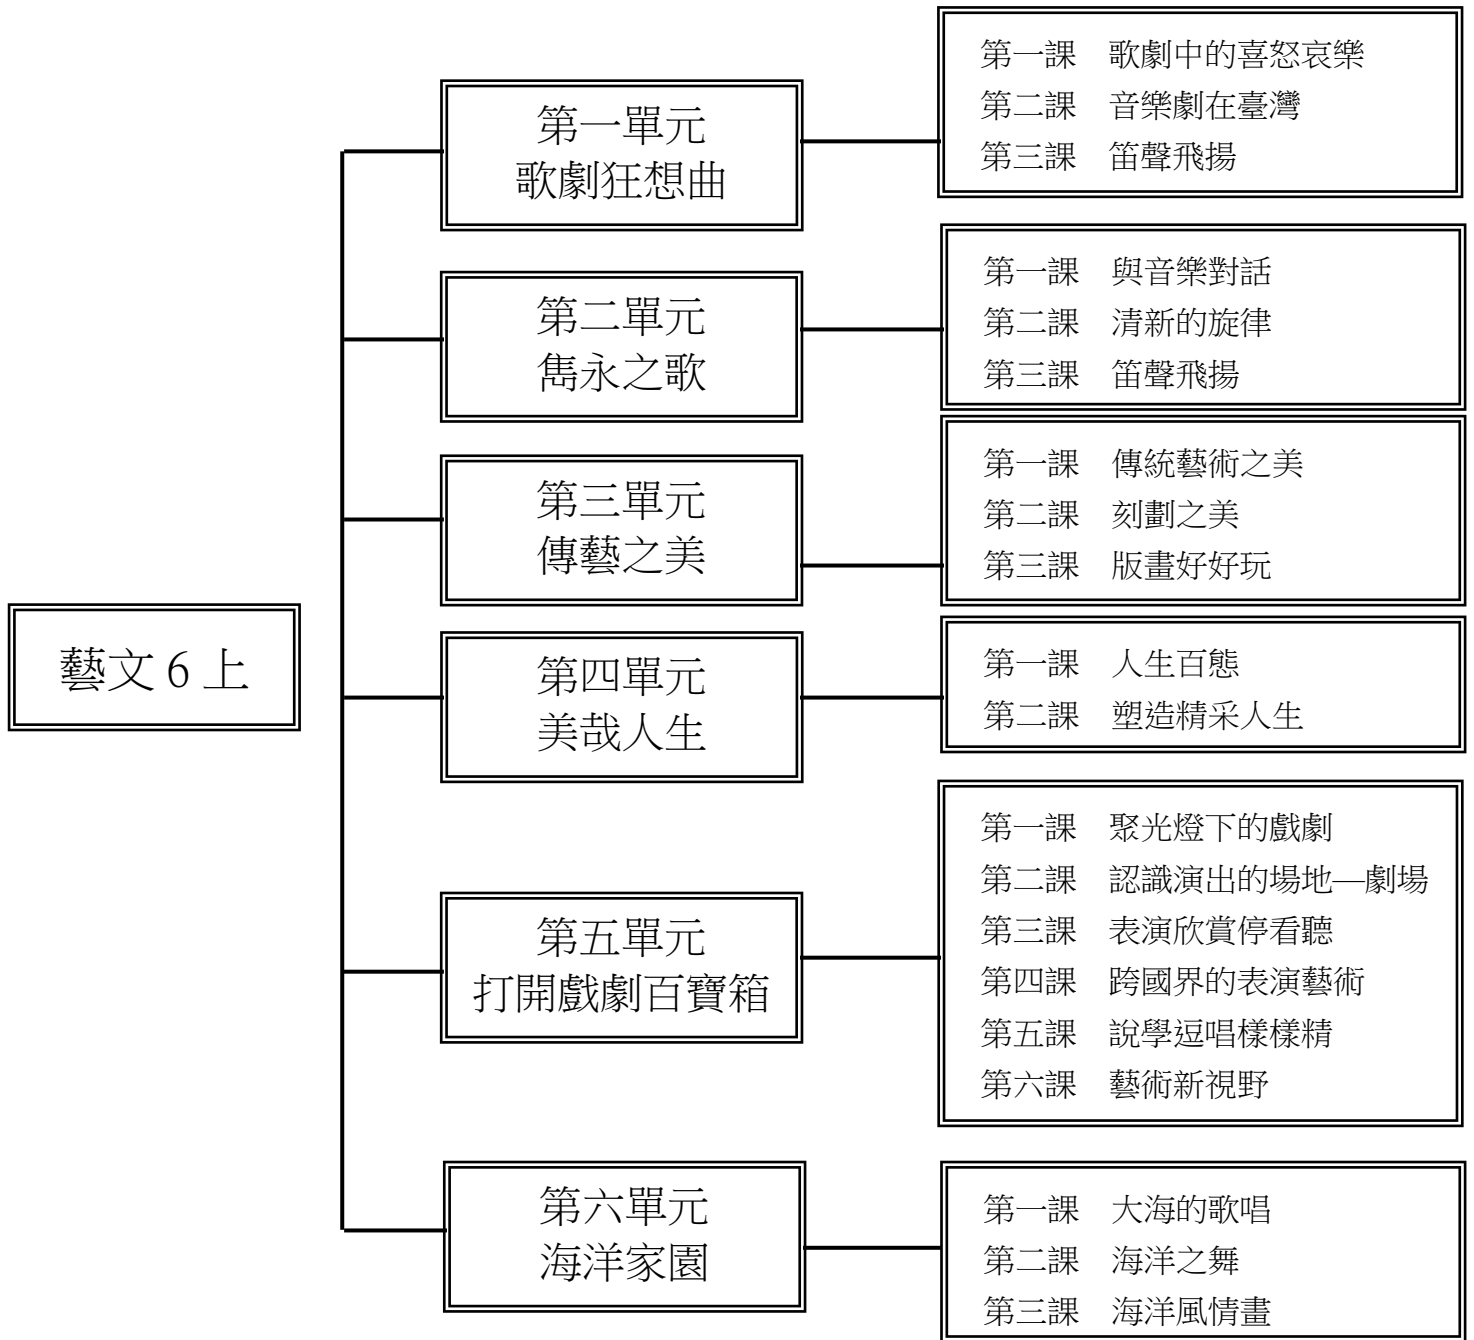 藝文 6 上
第一單元
歌劇狂想曲
第一課 歌劇中的喜怒哀樂
第二課 音樂劇在臺灣
第三課 笛聲飛揚
第二單元
雋永之歌
第一課 與音樂對話
第二課 清新的旋律
第三課 笛聲飛揚
第三單元
傳藝之美
第一課 傳統藝術之美
第二課 刻劃之美
第三課 版畫好好玩
第四單元
美哉人生
第一課 人生百態
第二課 塑造精采人生
第五單元
打開戲劇百寶箱
第一課 聚光燈下的戲劇
第二課 認識演出的場地—劇場
第三課 表演欣賞停看聽
第四課 跨國界的表演藝術
第五課 說學逗唱樣樣精
第六課 藝術新視野
第六單元
海洋家園
第一課 大海的歌唱
第二課 海洋之舞
第三課 海洋風情畫